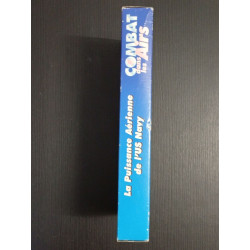 COMBAT
dans
les Airs
La Puissance Aérienne
de l'US Navy